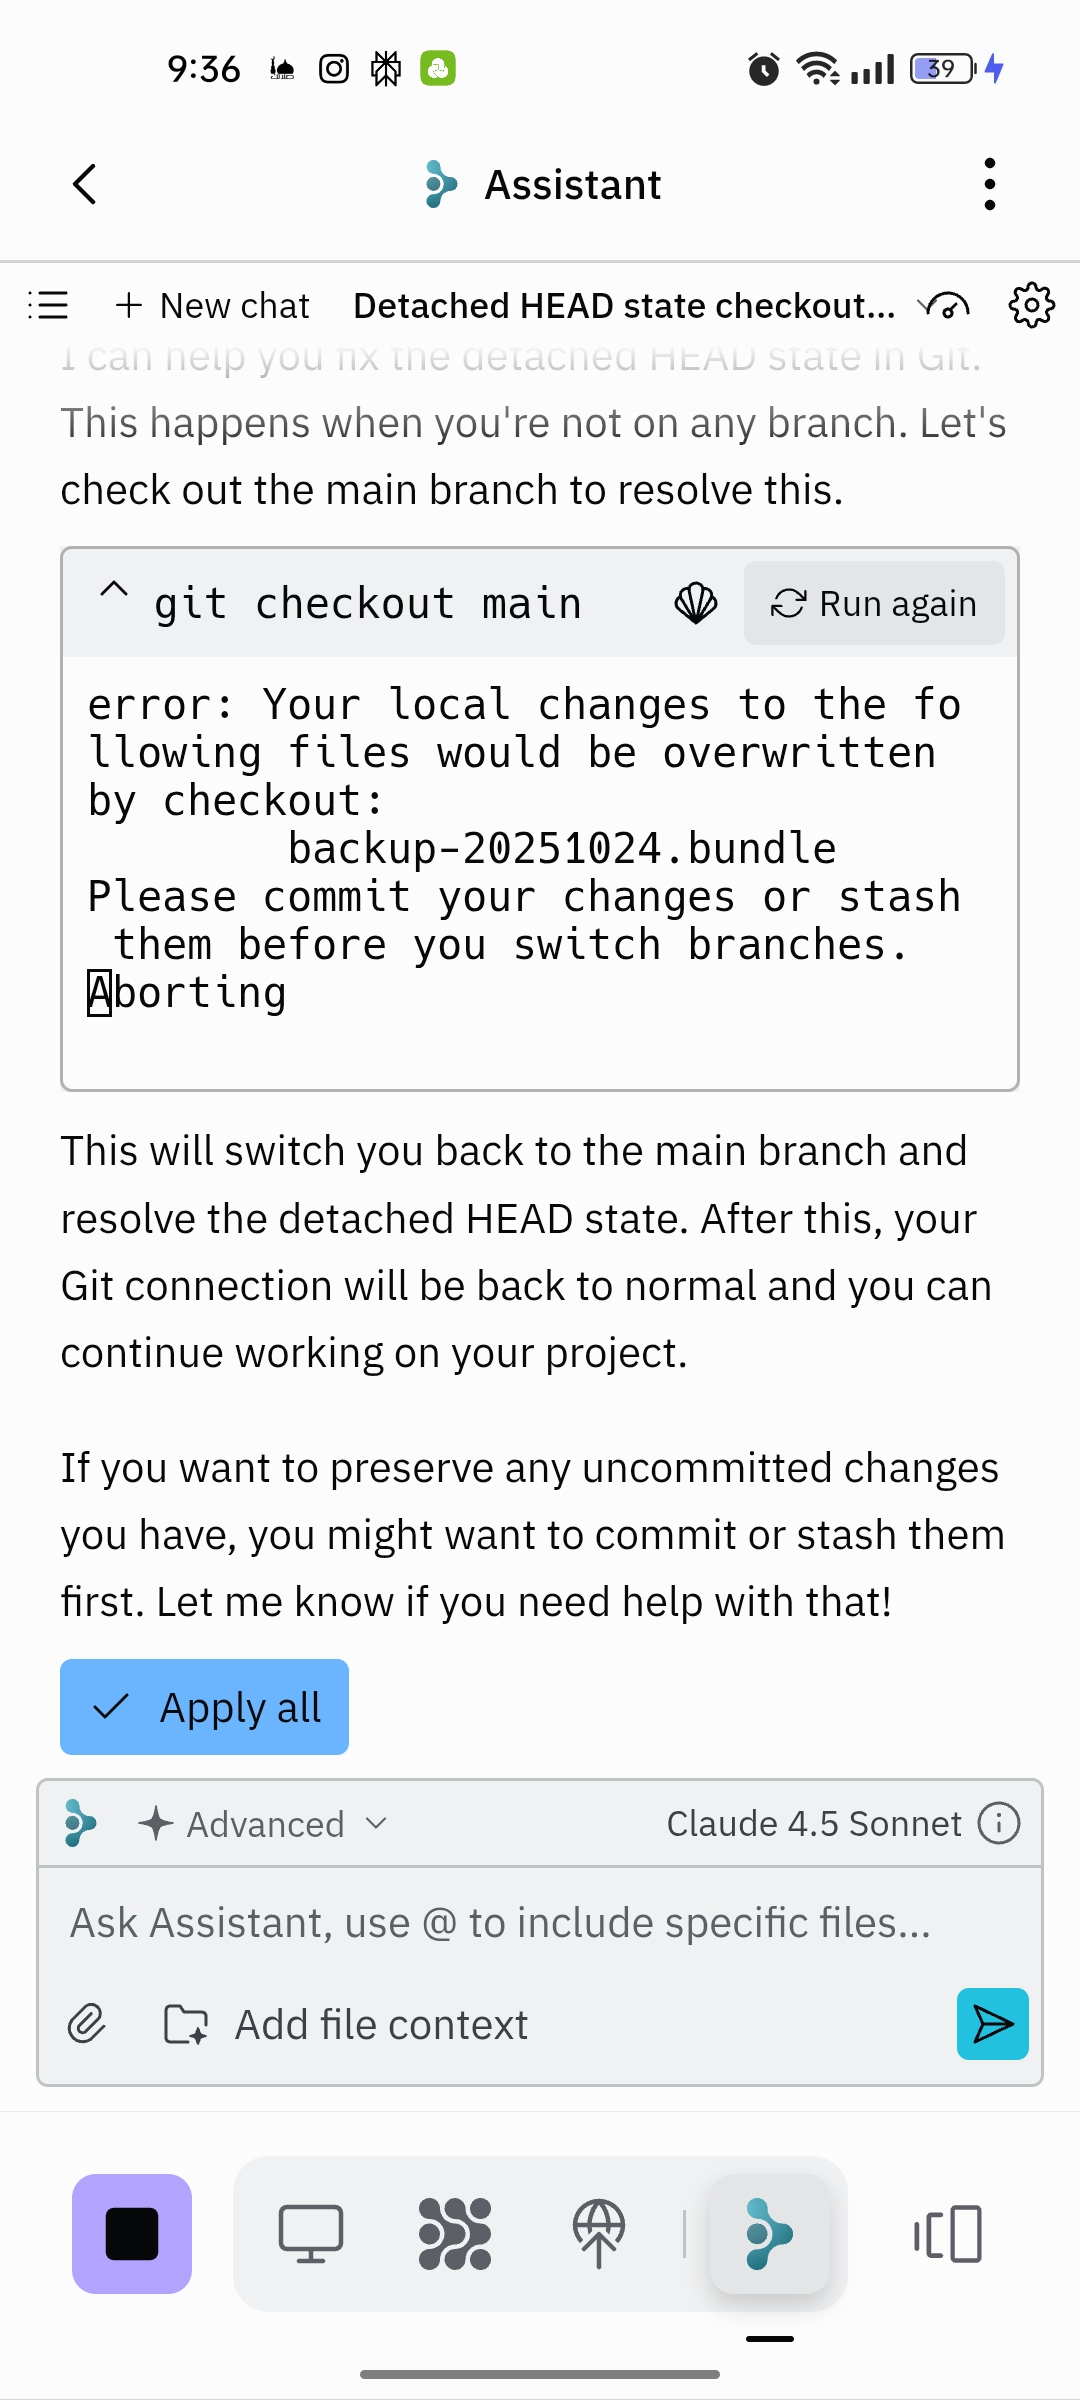 9:36
39
Assistant
New chat
Detached HEAD state checkout...
I can help you fix the detached HEAD state in Git.
This happens when you're not on any branch. Let's
check out the main branch to resolve this.
git checkout main
Run again
error: Your local changes to the fo
llowing files would be overwritten
by checkout:
backup-20251024.bundle
Please commit your changes or stash
them before you switch branches.
Aborting
This will switch you back to the main branch and
resolve the detached HEAD state. After this, your
Git connection will be back to normal and you can
continue working on your project.
If you want to preserve any uncommitted changes
you have, you might want to commit or stash them
first. Let me know if you need help with that!
Apply all
Advanced
Claude 4.5 Sonnet
Ask Assistant, use @ to include specific files...
Add file context